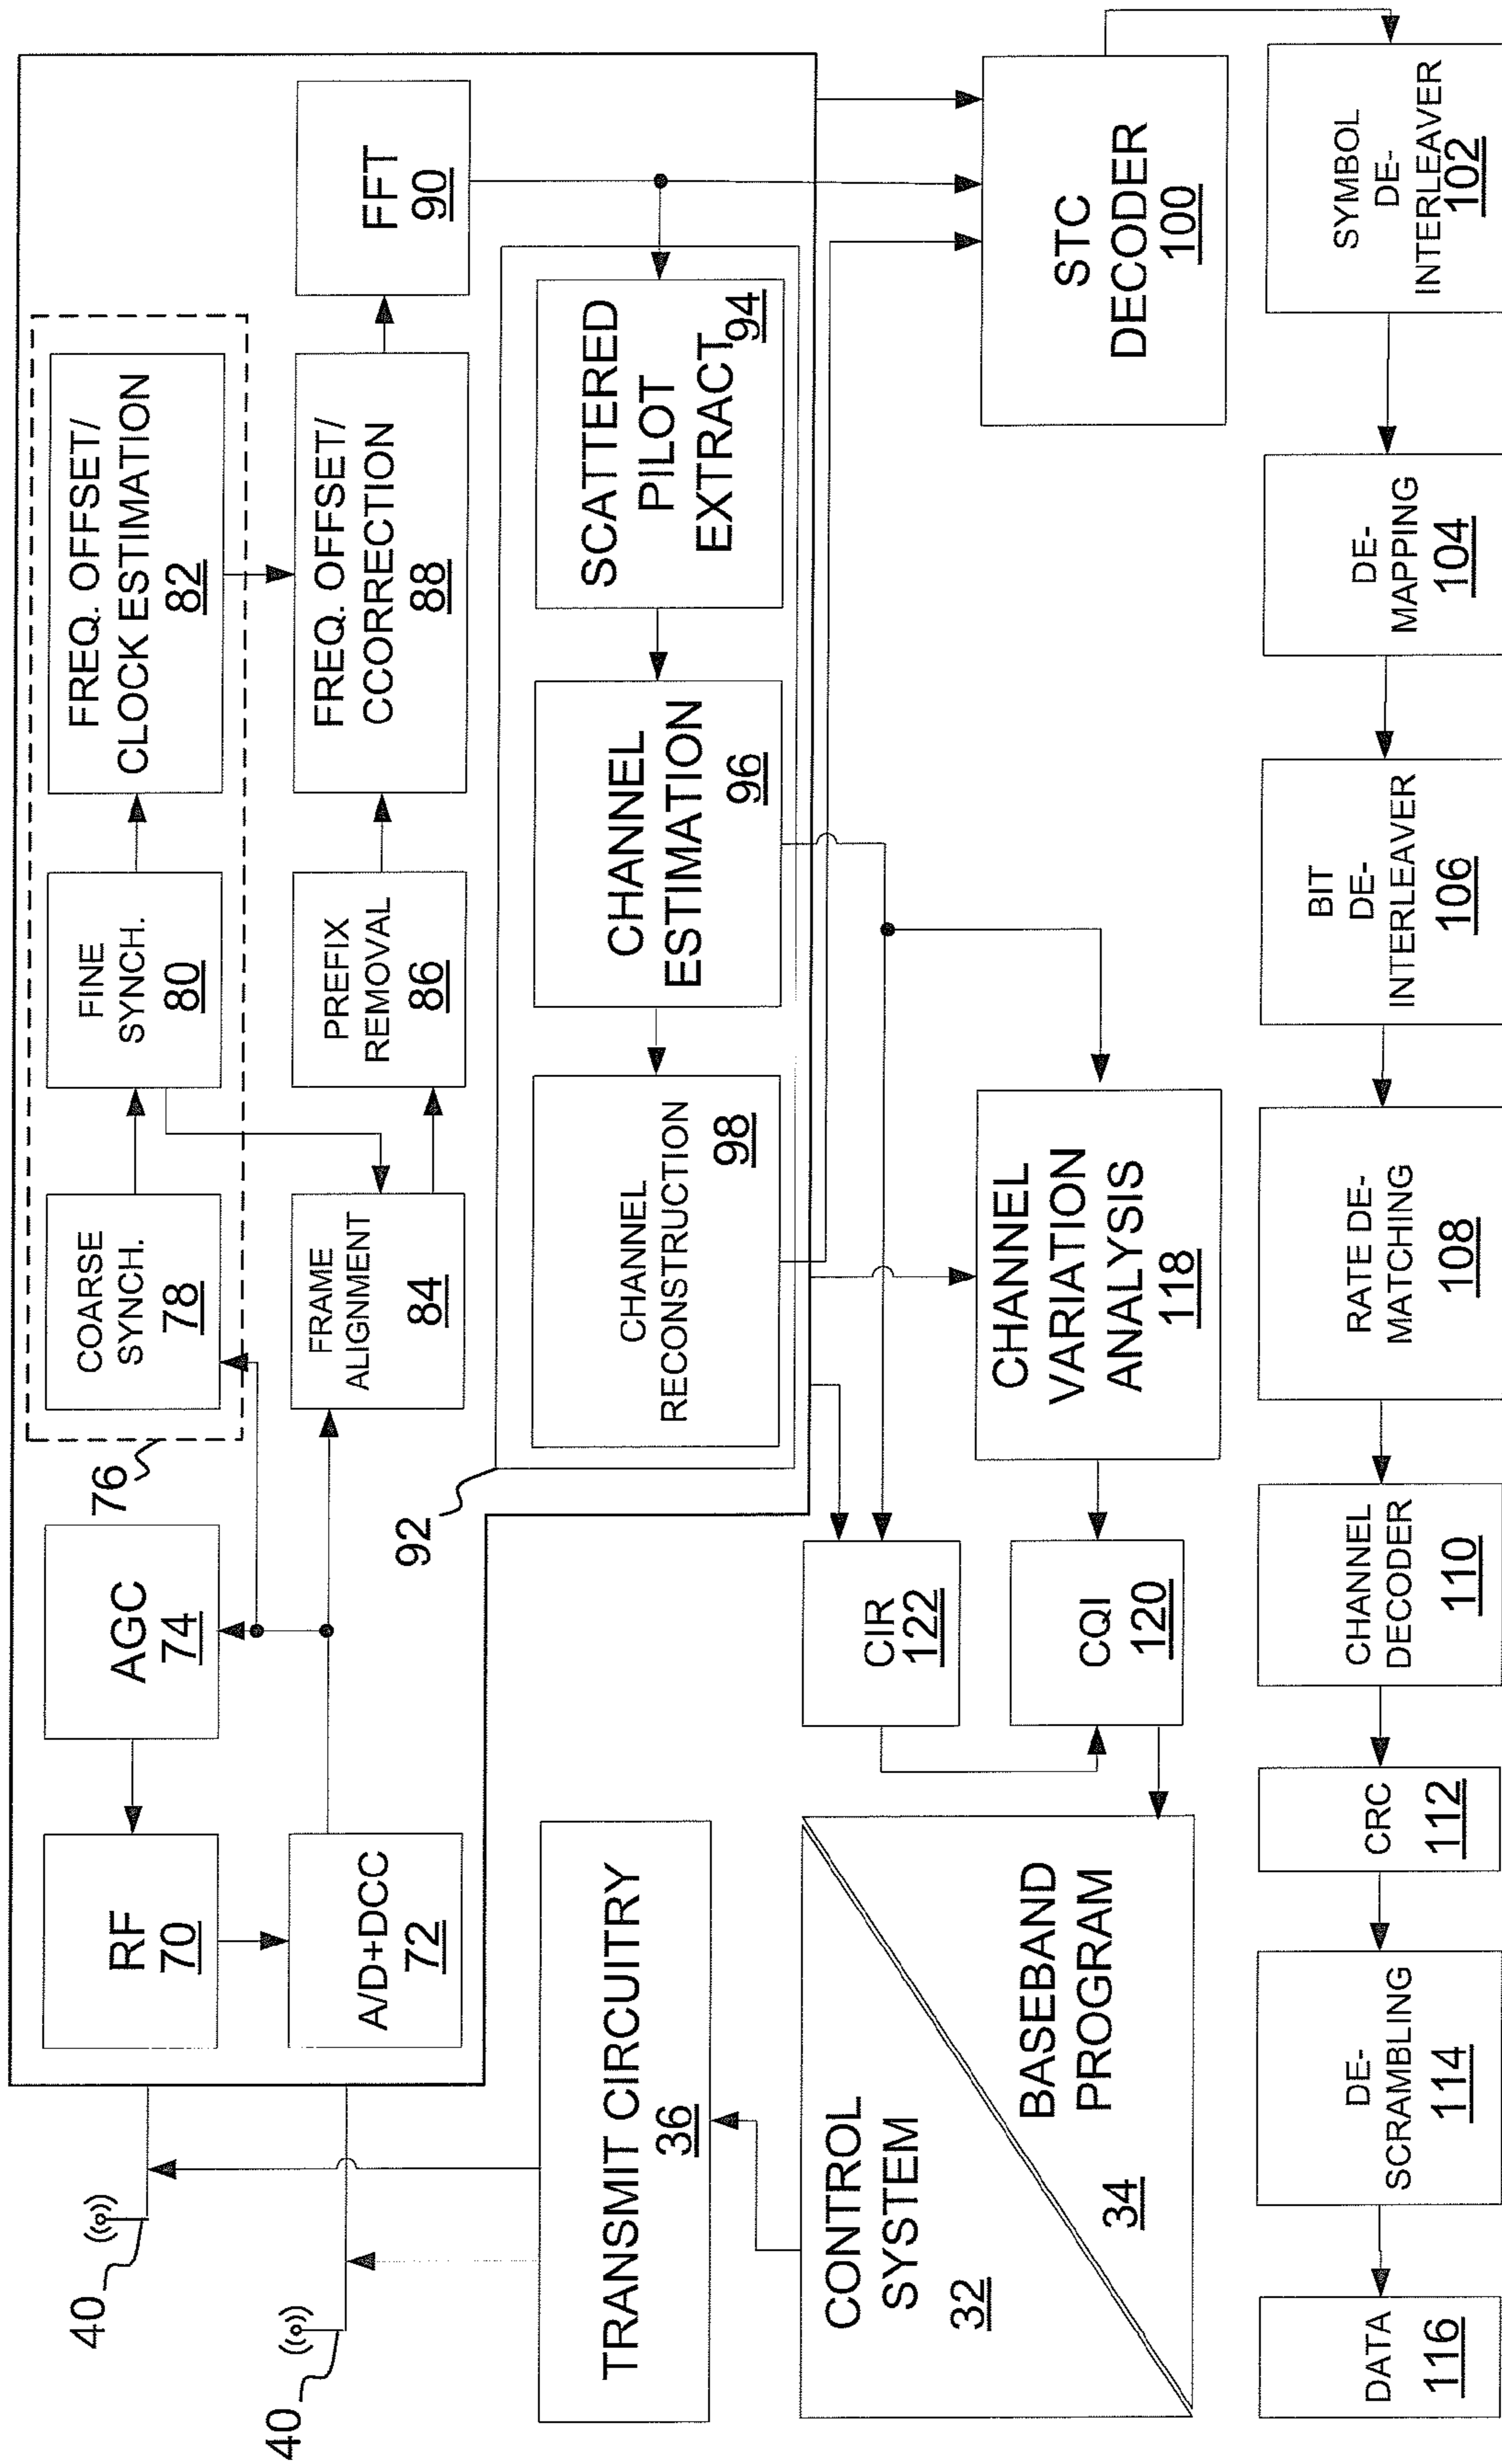 40
40
RF
70
AGC
74
A/D+DCC
72
76
COARSE
SYNCH.
78
FINE
SYNCH.
80
FREQ. OFFSET/
CLOCK ESTIMATION
82
FRAME
ALIGNMENT
84
PREFIX
REMOVAL
86
FREQ. OFFSET/
CCORRECTION
88
FFT
90
92
CHANNEL
RECONSTRUCTION
98
CHANNEL
ESTIMATION
96
SCATTERED
PILOT
EXTRACT
94
TRANSMIT CIRCUITRY
36
CONTROL
SYSTEM
32
BASEBAND
PROGRAM
34
CIR
122
CQI
120
CHANNEL
VARIATION
ANALYSIS
118
STC
DECODER
100
DATA
116
DE-
SCRAMBLING
114
CRC
112
CHANNEL
DECODER
110
RATE DE-
MATCHING
108
BIT
DE-
INTERLEAVER
106
DE-
MAPPING
104
SYMBOL
DE-
INTERLEAVER
102